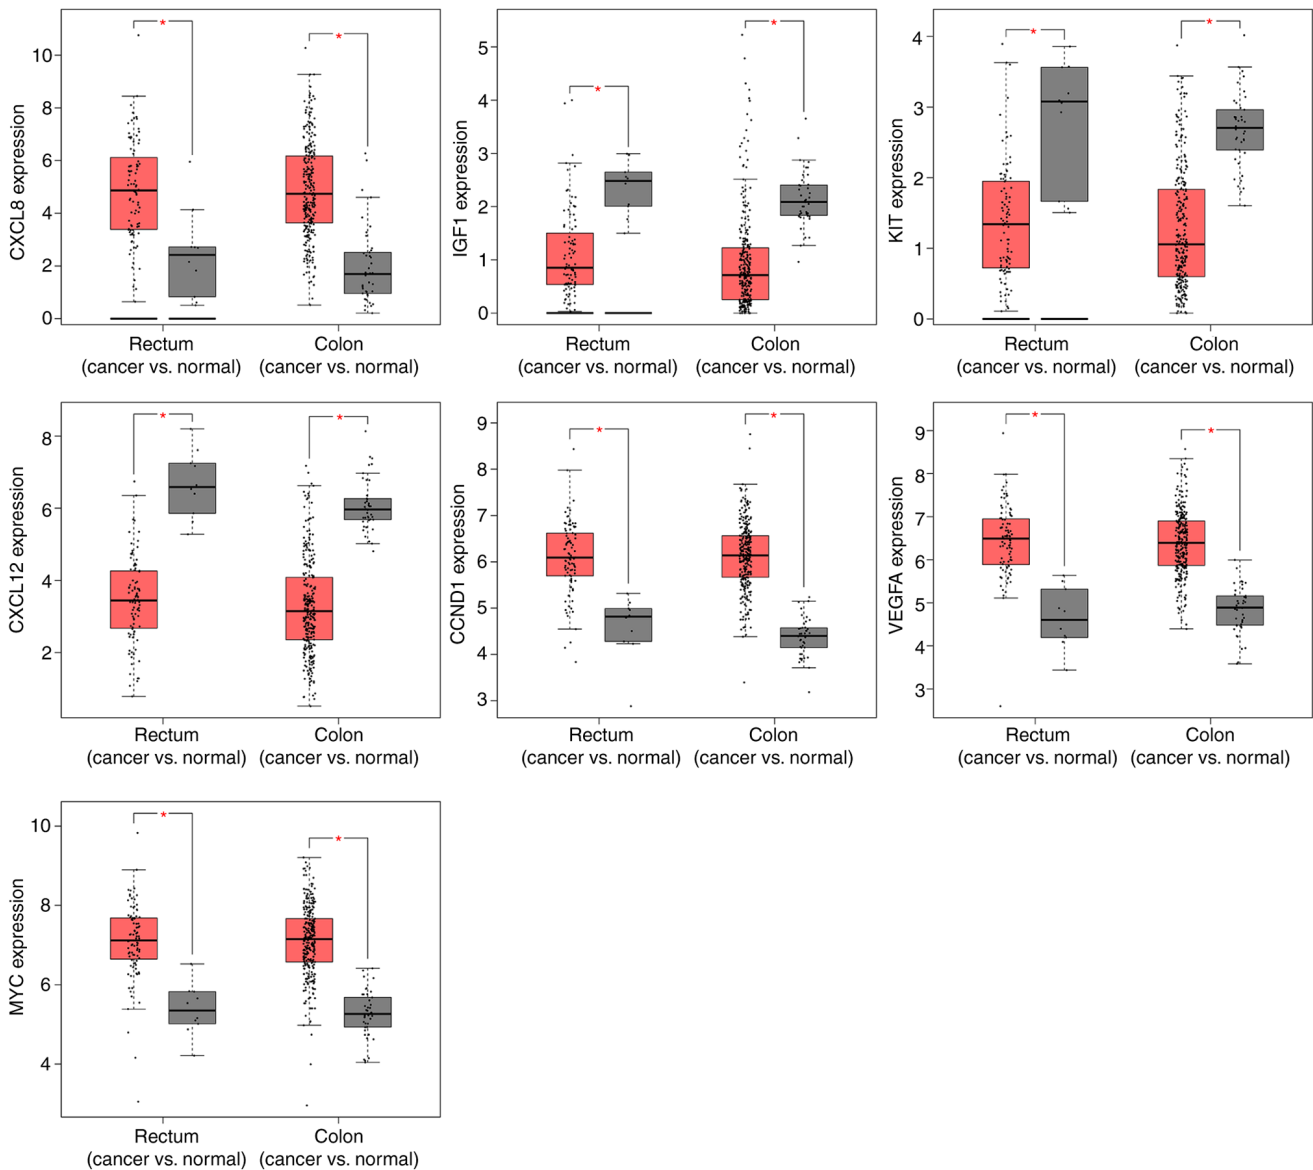 CXCL8 expression
10
8
6
4
2
0
*
*
Rectum
(cancer vs. normal)
Colon
(cancer vs. normal)
IGF1 expression
5
4
3
2
1
0
*
*
Rectum
(cancer vs. normal)
Colon
(cancer vs. normal)
KIT expression
4
3
2
1
0
*
*
Rectum
(cancer vs. normal)
Colon
(cancer vs. normal)
CXCL12 expression
8
6
4
2
*
*
Rectum
(cancer vs. normal)
Colon
(cancer vs. normal)
CCND1 expression
9
8
7
6
5
4
3
*
*
Rectum
(cancer vs. normal)
Colon
(cancer vs. normal)
VEGFA expression
9
8
7
6
5
4
3
*
*
Rectum
(cancer vs. normal)
Colon
(cancer vs. normal)
MYC expression
10
8
6
4
*
*
Rectum
(cancer vs. normal)
Colon
(cancer vs. normal)